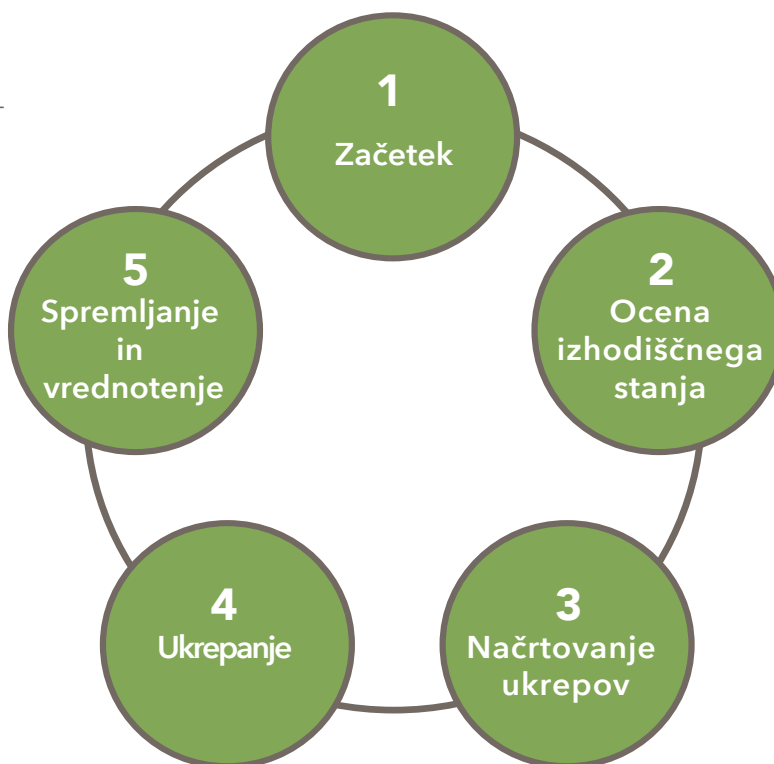 1
Začetek
2
Ocena
izhodiščnega
stanja
3
Načrtovanje
ukrepov
4
Ukrepanje
5
Spremljanje
in
vrednotenje